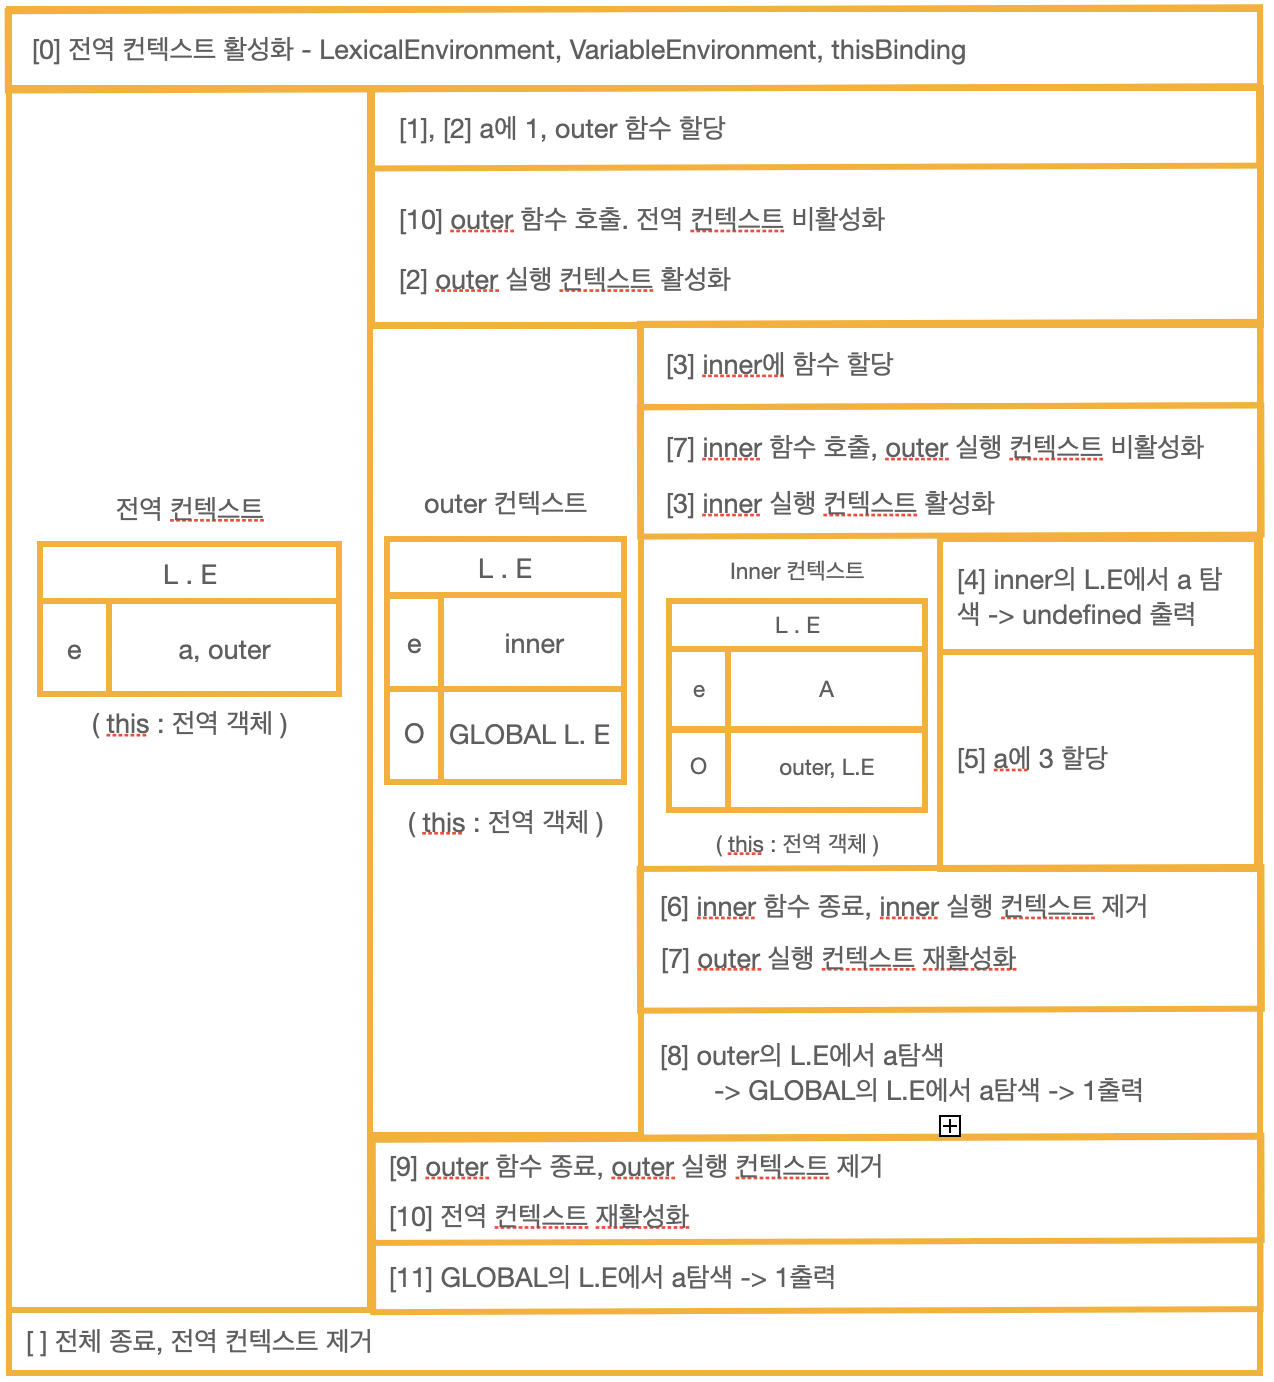 [0] 전역 컨텍스트 활성화 - LexicalEnvironment, VariableEnvironment, thisBinding
[1], [2] a에 1, outer 함수 할당
[10] outer 함수 호출. 전역 컨텍스트 비활성화
[2] outer 실행 컨텍스트 활성화
전역 컨텍스트
L . E
e
a, outer
( this : 전역 객체 )
[3] inner에 함수 할당
[7] inner 함수 호출, outer 실행 컨텍스트 비활성화
[3] inner 실행 컨텍스트 활성화
outer 컨텍스트
L . E
e
inner
O
GLOBAL L. E
( this : 전역 객체 )
Inner 컨텍스트
L . E
e
A
O
outer, L.E
( this : 전역 객체 )
[4] inner의 L.E에서 a 탐
색 -> undefined 출력
[5] a에 3 할당
[6] inner 함수 종료, inner 실행 컨텍스트 제거
[7] outer 실행 컨텍스트 재활성화
[8] outer의 L.E에서 a탐색
-> GLOBAL의 L.E에서 a탐색 -> 1출력
[9] outer 함수 종료, outer 실행 컨텍스트 제거
[10] 전역 컨텍스트 재활성화
[11] GLOBAL의 L.E에서 a탐색 -> 1출력
[ ] 전체 종료, 전역 컨텍스트 제거